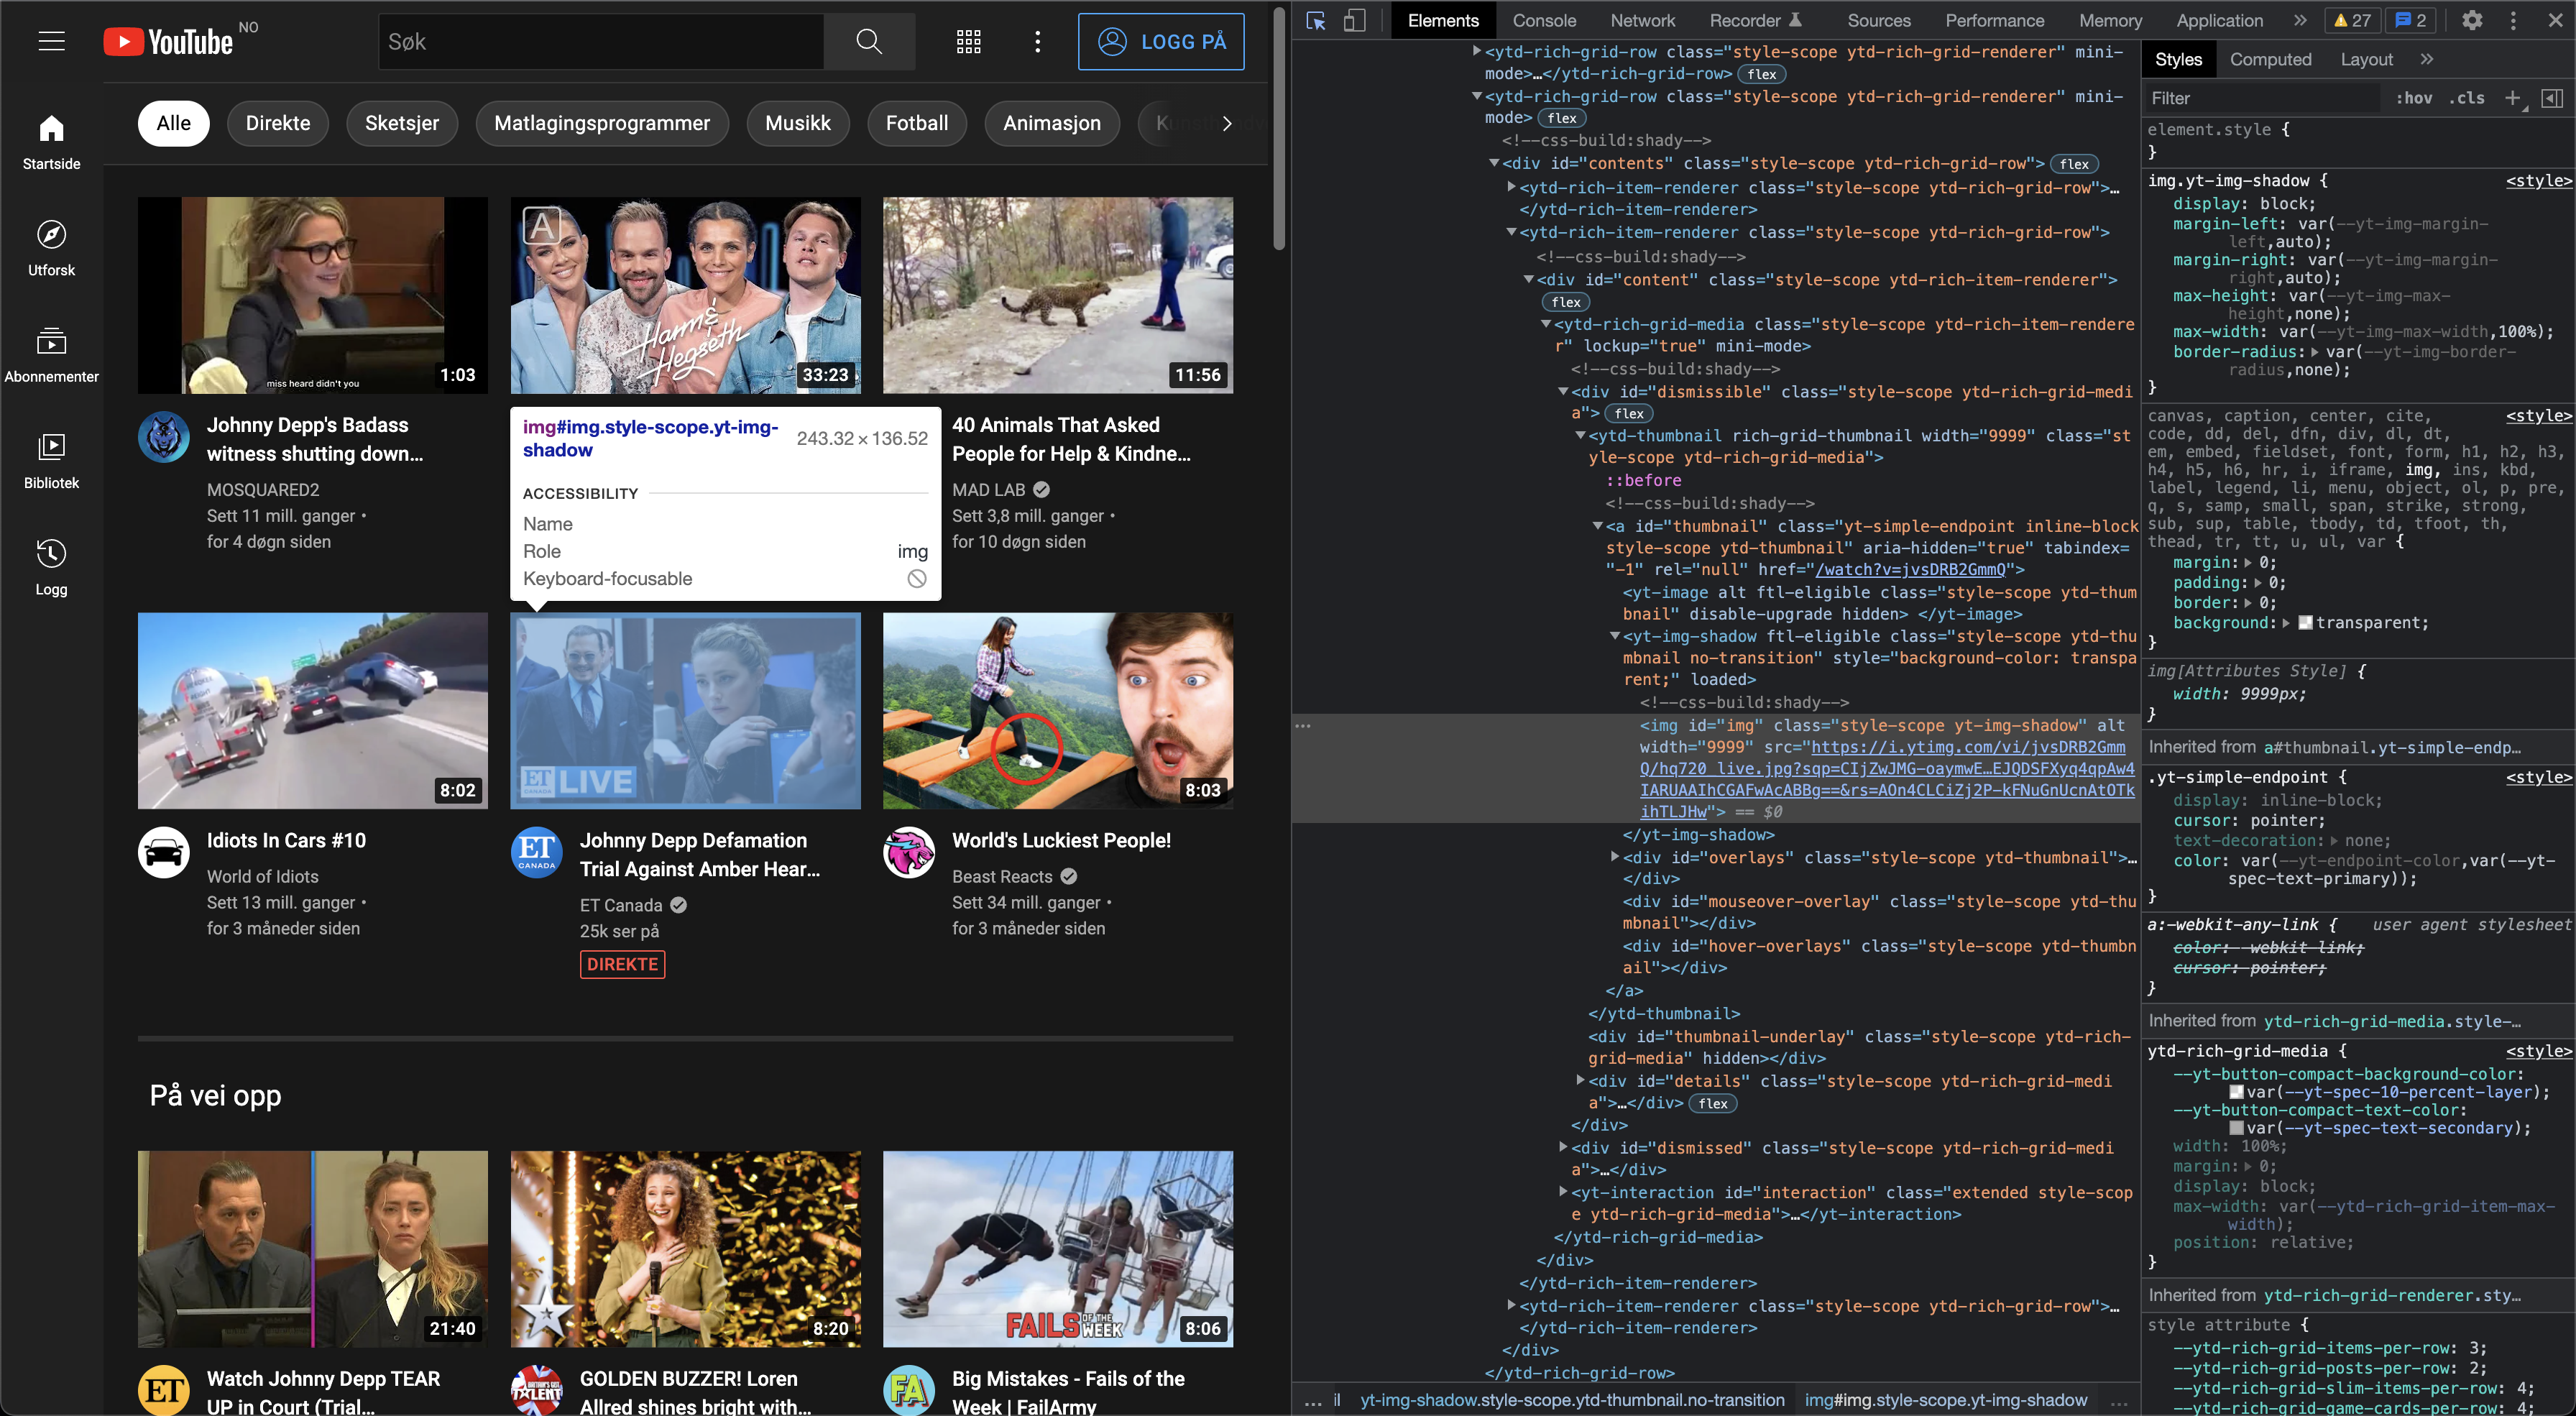 YouTube NO
Søk
LOGG PÅ
Alle
Direkte
Sketsjer
Matlagingsprogrammer
Musikk
Fotball
Animasjon
Startside
Utforsk
Abonnementer
Bibliotek
Logg
miss heard didn't you
1:03
A
Harm &
Hegseth
33:23
11:56
Johnny Depp's Badass
witness shutting down...
MOSQUARED2
Sett 11 mill. ganger •
for 4 døgn siden
img#img.style-scope.yt-img-
shadow
243.32 × 136.52
ACCESSIBILITY
Name
Role img
Keyboard-focusable
40 Animals That Asked
People for Help & Kindne...
MAD LAB
Sett 3,8 mill. ganger •
for 10 døgn siden
8:02
ET
CANADA
LIVE
8:03
Idiots In Cars #10
World of Idiots
Sett 13 mill. ganger •
for 3 måneder siden
ET
CANADA
Johnny Depp Defamation
Trial Against Amber Hear...
ET Canada
25k ser på
DIREKTE
World's Luckiest People!
Beast Reacts
Sett 34 mill. ganger •
for 3 måneder siden
På vei opp
21:40
8:20
FAILS OF THE WEEK
8:06
ET
Watch Johnny Depp TEAR
UP in Court (Trial...
TALENT
GOLDEN BUZZER! Loren
Allred shines bright with...
FA
Big Mistakes - Fails of the
Week | FailArmy
Elements
Console
Network
Recorder
Sources
Performance
Memory
Application
»
27
2
<ytd-rich-grid-row class="style-scope ytd-rich-grid-renderer" mini-
mode>…</ytd-rich-grid-row> flex
<ytd-rich-grid-row class="style-scope ytd-rich-grid-renderer" mini-
mode> flex
<!--css-build:shady-->
<div id="contents" class="style-scope ytd-rich-grid-row"> flex
<ytd-rich-item-renderer class="style-scope ytd-rich-grid-row">…
</ytd-rich-item-renderer>
<ytd-rich-item-renderer class="style-scope ytd-rich-grid-row">
<!--css-build:shady-->
<div id="content" class="style-scope ytd-rich-item-renderer">
flex
<ytd-rich-grid-media class="style-scope ytd-rich-item-rendere
r" lockup="true" mini-mode>
<!--css-build:shady-->
<div id="dismissible" class="style-scope ytd-rich-grid-medi
a"> flex
<ytd-thumbnail rich-grid-thumbnail width="9999" class="st
yle-scope ytd-rich-grid-media">
::before
<!--css-build:shady-->
<a id="thumbnail" class="yt-simple-endpoint inline-block
style-scope ytd-thumbnail" aria-hidden="true" tabindex=
"-1" rel="null" href="/watch?v=jvsDRB2GmmQ">
<yt-image alt ftl-eligible class="style-scope ytd-thum
bnail" disable-upgrade hidden> </yt-image>
<yt-img-shadow ftl-eligible class="style-scope ytd-thu
mbnail no-transition" style="background-color: transpa
rent;" loaded>
<!--css-build:shady-->
<img id="img" class="style-scope yt-img-shadow" alt
width="9999" src="https://i.ytimg.com/vi/jvsDRB2Gmm
Q/hq720_live.jpg?sqp=CIjZwJMG-oaymwE…EJQDSFXyq4qpAw4
IARUAAIhCGAFwAcABBg==&rs=AOn4CLCiZj2P-kFNuGnUcnAtOTk
ihTLJHw"> == $0
</yt-img-shadow>
<div id="overlays" class="style-scope ytd-thumbnail">…
</div>
<div id="mouseover-overlay" class="style-scope ytd-thu
mbnail"></div>
<div id="hover-overlays" class="style-scope ytd-thumbn
ail"></div>
</a>
</ytd-thumbnail>
<div id="thumbnail-underlay" class="style-scope ytd-rich-
grid-media" hidden></div>
<div id="details" class="style-scope ytd-rich-grid-medi
a">…</div> flex
</div>
<div id="dismissed" class="style-scope ytd-rich-grid-medi
a">…</div>
<yt-interaction id="interaction" class="extended style-scop
e ytd-rich-grid-media">…</yt-interaction>
</ytd-rich-grid-media>
</div>
</ytd-rich-item-renderer>
<ytd-rich-item-renderer class="style-scope ytd-rich-grid-row">…
</ytd-rich-item-renderer>
</div>
</ytd-rich-grid-row>
... il yt-img-shadow.style-scope.ytd-thumbnail.no-transition img#img.style-scope.yt-img-shadow ...
Styles
Computed
Layout
»
Filter
:hov .cls +
element.style {
}
img.yt-img-shadow { <style>
display: block;
margin-left: var(--yt-img-margin-
left,auto);
margin-right: var(--yt-img-margin-
right,auto);
max-height: var(--yt-img-max-
height,none);
max-width: var(--yt-img-max-width,100%);
border-radius: var(--yt-img-border-
radius,none);
}
canvas, caption, center, cite, <style>
code, dd, del, dfn, div, dl, dt,
em, embed, fieldset, font, form, h1, h2, h3,
h4, h5, h6, hr, i, iframe, img, ins, kbd,
label, legend, li, menu, object, ol, p, pre,
q, s, samp, small, span, strike, strong,
sub, sup, table, tbody, td, tfoot, th,
thead, tr, tt, u, ul, var {
margin: 0;
padding: 0;
border: 0;
background: transparent;
}
img[Attributes Style] {
width: 9999px;
}
Inherited from a#thumbnail.yt-simple-endp…
.yt-simple-endpoint { <style>
display: inline-block;
cursor: pointer;
text-decoration: none;
color: var(--yt-endpoint-color,var(--yt-
spec-text-primary));
}
a:-webkit-any-link { user agent stylesheet
color: -webkit-link;
cursor: pointer;
}
Inherited from ytd-rich-grid-media.style-…
ytd-rich-grid-media { <style>
--yt-button-compact-background-color:
var(--yt-spec-10-percent-layer);
--yt-button-compact-text-color:
var(--yt-spec-text-secondary);
width: 100%;
margin: 0;
display: block;
max-width: var(--ytd-rich-grid-item-max-
width);
position: relative;
}
Inherited from ytd-rich-grid-renderer.sty…
style attribute {
--ytd-rich-grid-items-per-row: 3;
--ytd-rich-grid-posts-per-row: 2;
--ytd-rich-grid-slim-items-per-row: 4;
--ytd-rich-grid-game-cards-per-row: 4;